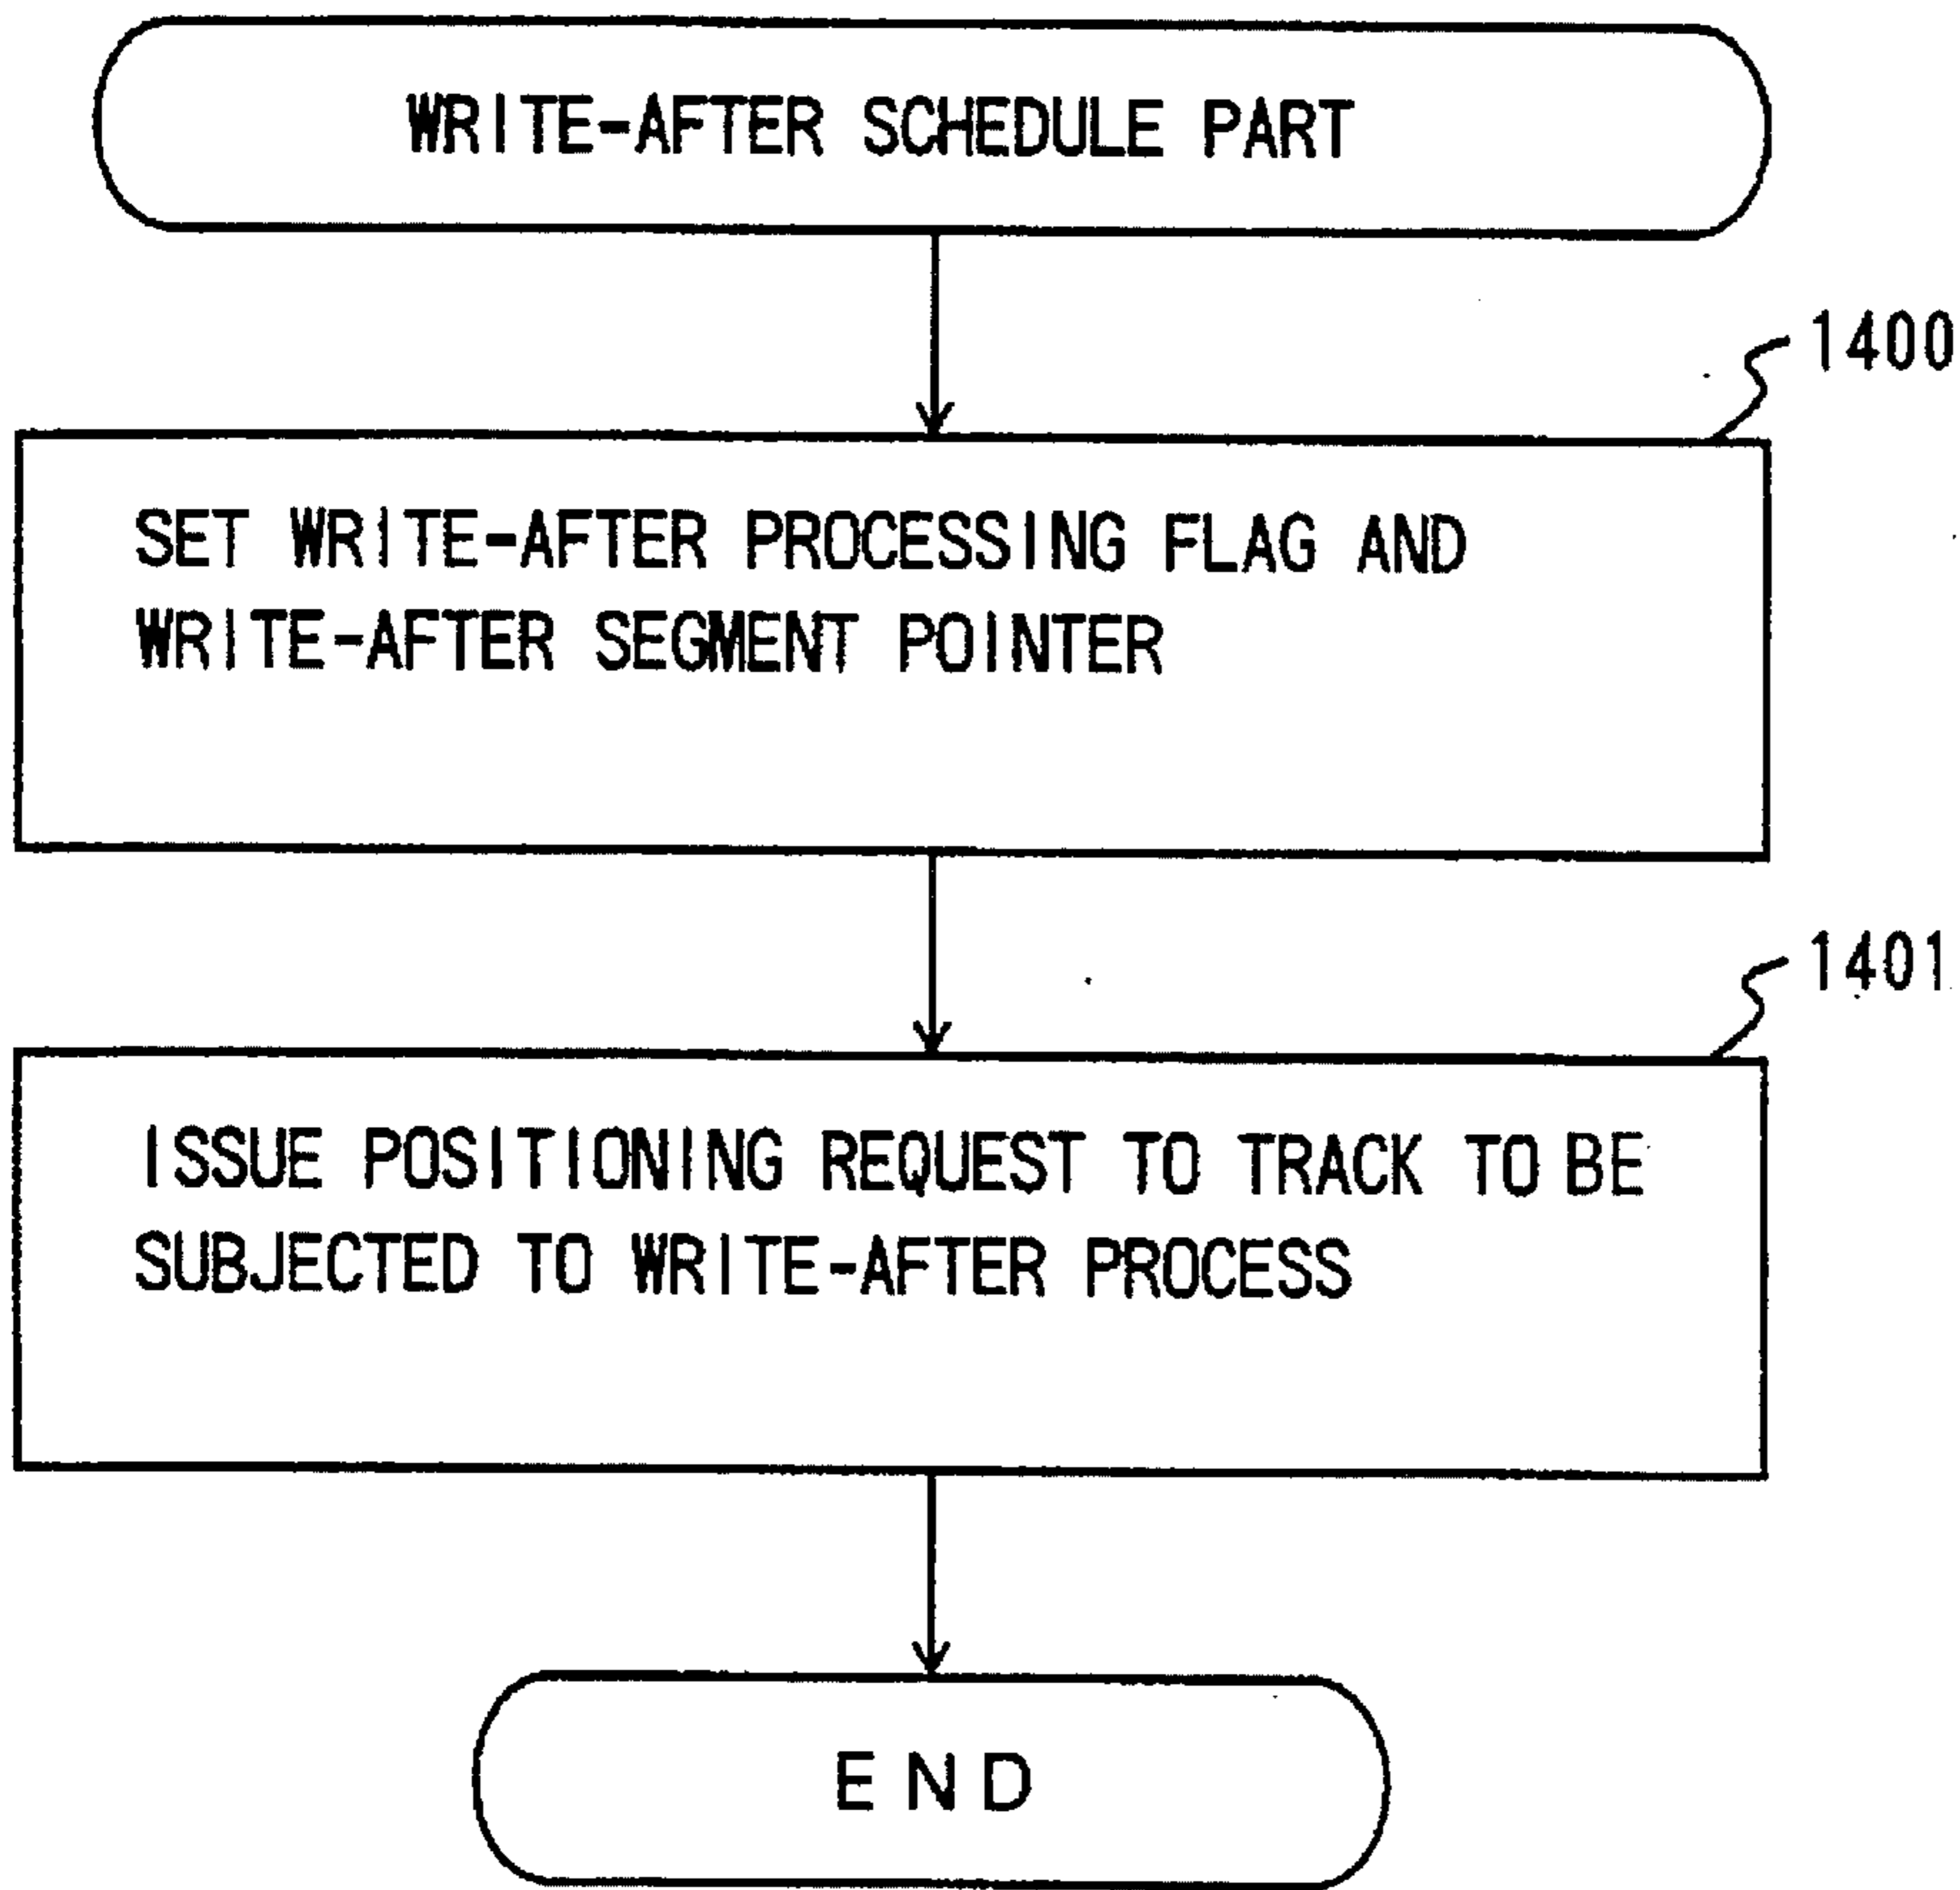 WRITE-AFTER SCHEDULE PART
1400
SET WRITE-AFTER PROCESSING FLAG AND
WRITE-AFTER SEGMENT POINTER
1401
ISSUE POSITIONING REQUEST TO TRACK TO BE
SUBJECTED TO WRITE-AFTER PROCESS
END